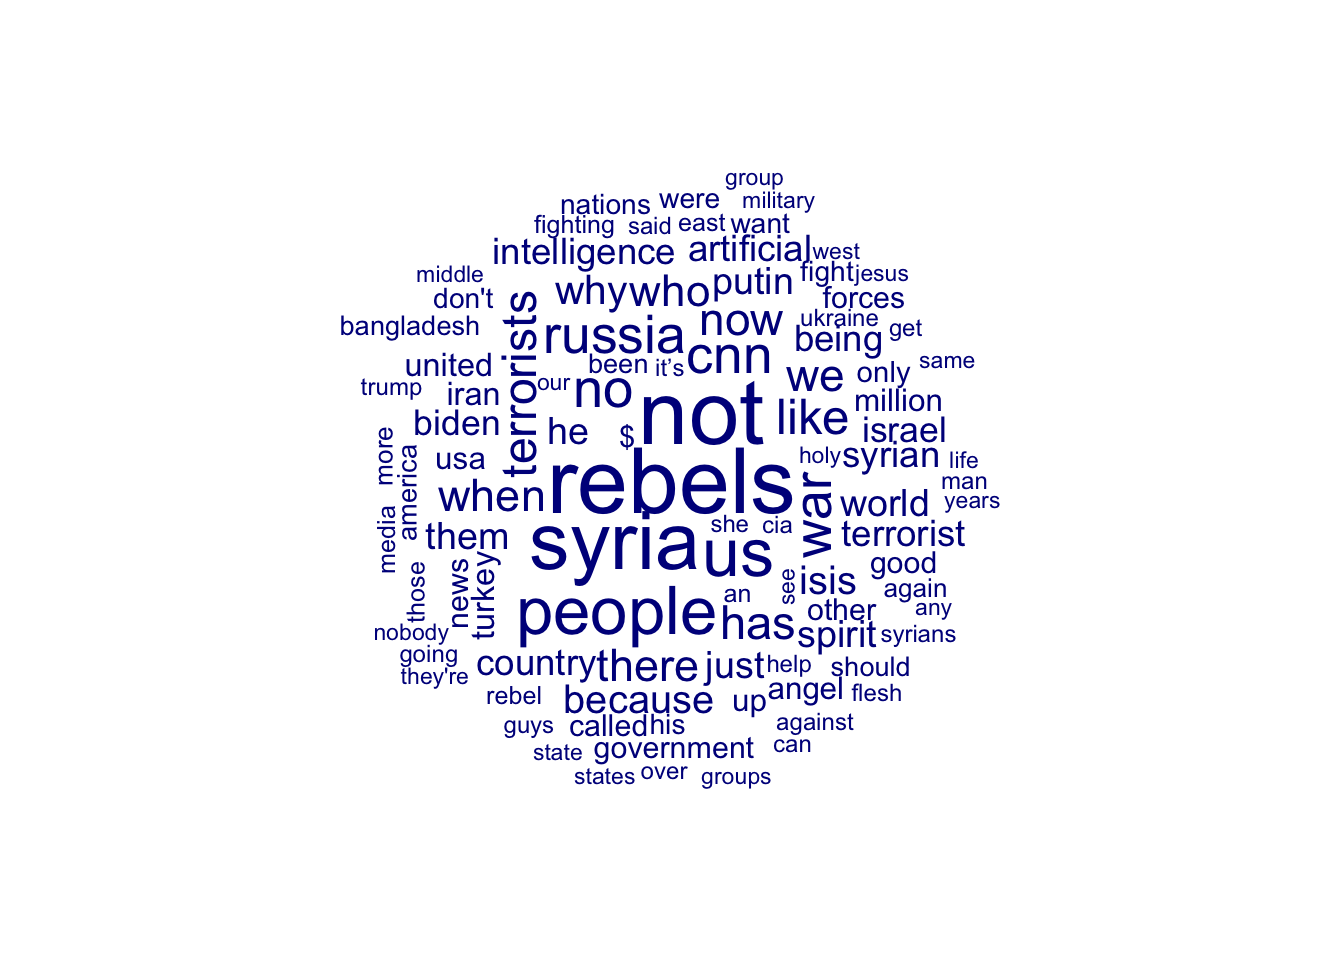 group
nations were military
fighting said east want
intelligence artificial west
middle why who putin fight jesus
don't terrorists forces
bangladesh russia now ukraine being get
united been it’s cnn we only same
trump iran our no not like million
biden he $ israel
more america usa rebels holy syrian life
when war world man years
media them syria us she cia terrorist
those news turkey an see isis good again
nobody people has other any
going spirit syrians
they're country there just help should
rebel because up angel flesh
guys called his against
state government can
states over groups